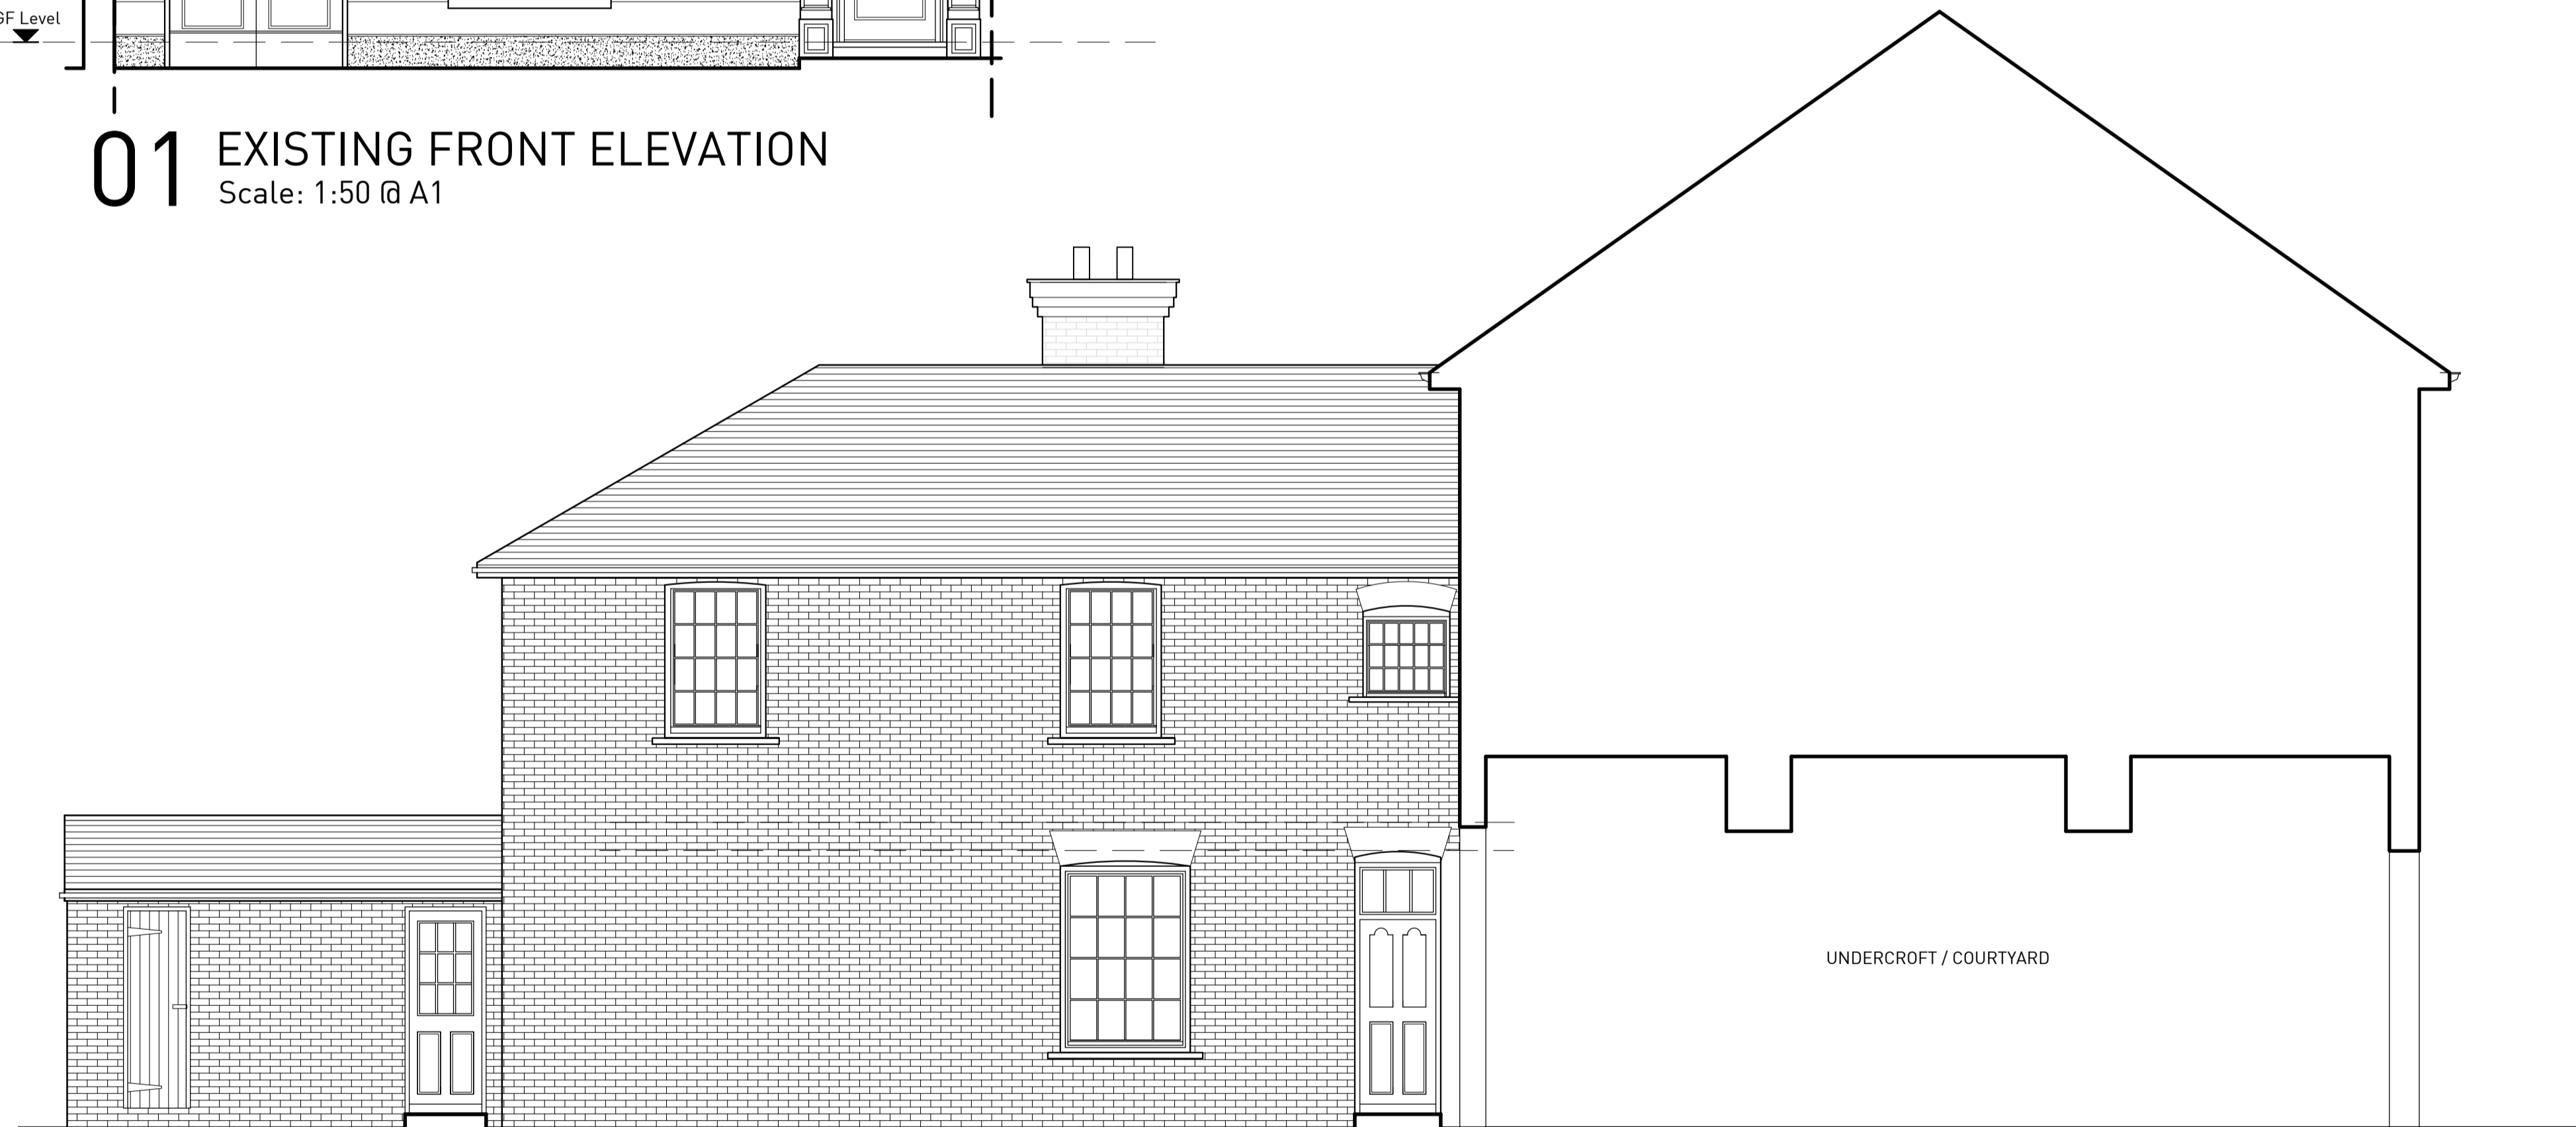 GF Level
01 EXISTING FRONT ELEVATION
Scale: 1:50 @ A1
UNDERCROFT / COURTYARD